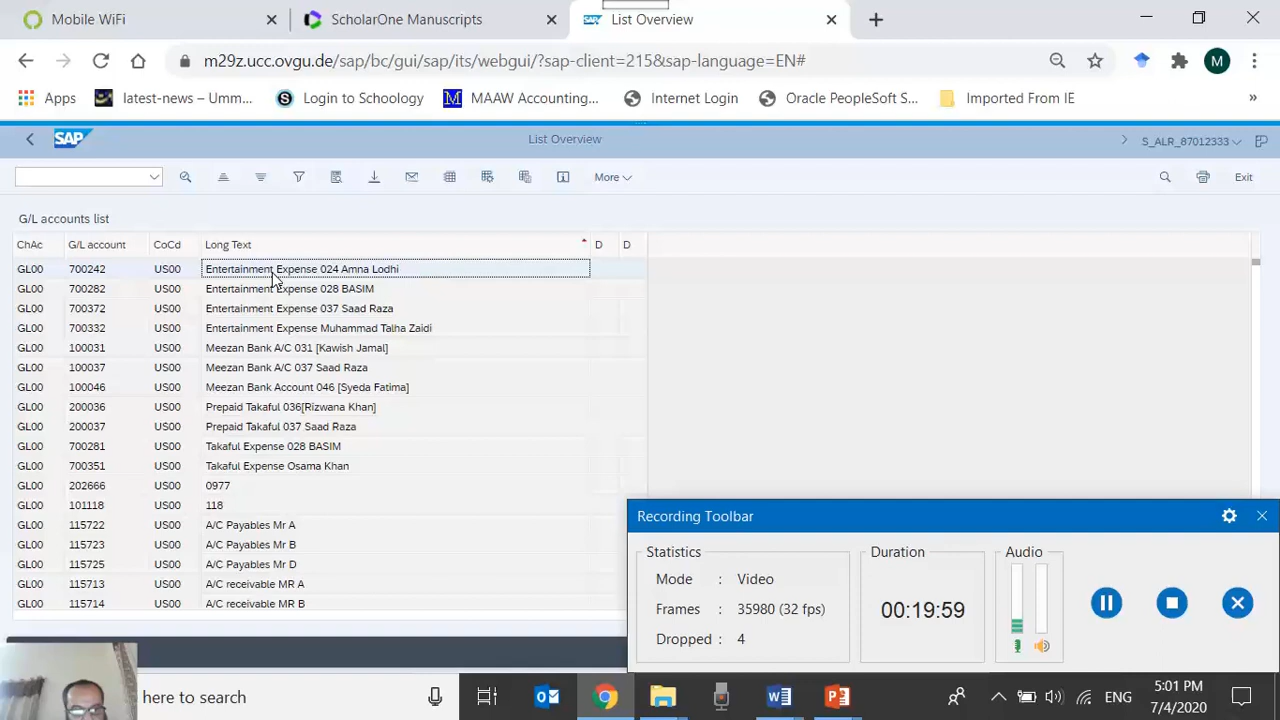 Mobile WiFi
ScholarOne Manuscripts
List Overview
m29z.ucc.ovgu.de/sap/bc/gui/sap/its/webgui/?sap-client=215&sap-language=EN#
M
Apps
latest-news – Umm...
Login to Schoology
MAAW Accounting...
Internet Login
Oracle PeopleSoft S...
Imported From IE
SAP
List Overview
S_ALR_87012333
More
Exit
G/L accounts list
ChAc G/L account CoCd Long Text D D
GL00 700242 US00 Entertainment Expense 024 Amna Lodhi
GL00 700282 US00 Entertainment Expense 028 BASIM
GL00 700372 US00 Entertainment Expense 037 Saad Raza
GL00 700332 US00 Entertainment Expense Muhammad Talha Zaidi
GL00 100031 US00 Meezan Bank A/C 031 [Kawish Jamal]
GL00 100037 US00 Meezan Bank A/C 037 Saad Raza
GL00 100046 US00 Meezan Bank Account 046 [Syeda Fatima]
GL00 200036 US00 Prepaid Takaful 036[Rizwana Khan]
GL00 200037 US00 Prepaid Takaful 037 Saad Raza
GL00 700281 US00 Takaful Expense 028 BASIM
GL00 700351 US00 Takaful Expense Osama Khan
GL00 202666 US00 0977
GL00 101118 US00 118
GL00 115722 US00 A/C Payables Mr A
GL00 115723 US00 A/C Payables Mr B
GL00 115725 US00 A/C Payables Mr D
GL00 115713 US00 A/C receivable MR A
GL00 115714 US00 A/C receivable MR B
Recording Toolbar
Statistics
Mode : Video
Frames : 35980 (32 fps)
Dropped : 4
Duration
00:19:59
Audio
here to search
ENG
5:01 PM
7/4/2020